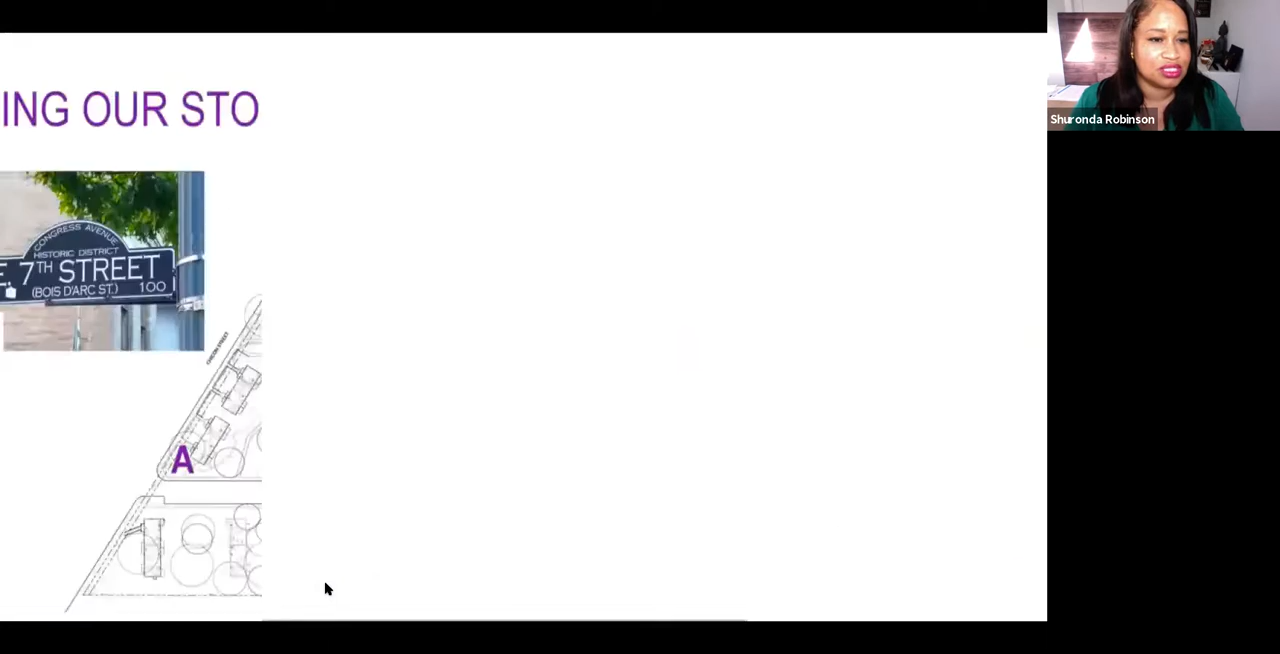 Shuronda Robinson
ING OUR STO
CONGRESS AVENUE
HISTORIC DISTRICT
E. 7TH STREET
(BOIS D'ARC ST.) 100
A